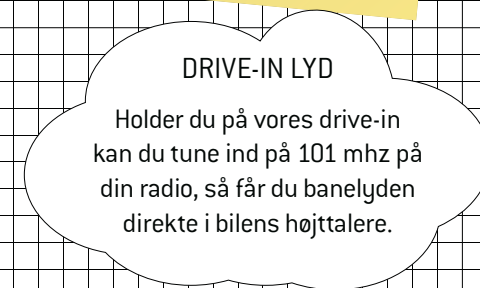 DRIVE-IN LYD
Holder du på vores drive-in
kan du tune ind på 101 mhz på
din radio, så får du banelyden
direkte i bilens højttalere.